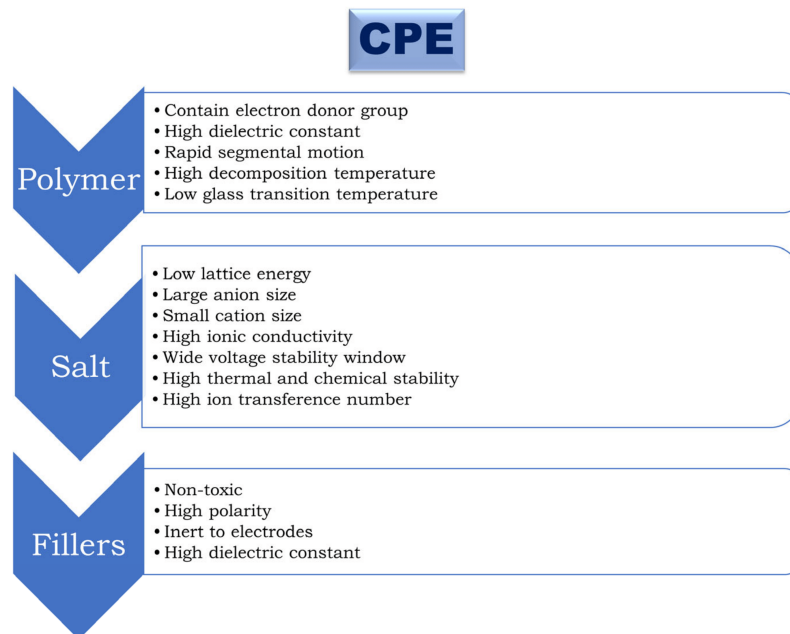 CPE
Polymer
• Contain electron donor group
• High dielectric constant
• Rapid segmental motion
• High decomposition temperature
• Low glass transition temperature
Salt
• Low lattice energy
• Large anion size
• Small cation size
• High ionic conductivity
• Wide voltage stability window
• High thermal and chemical stability
• High ion transference number
Fillers
• Non-toxic
• High polarity
• Inert to electrodes
• High dielectric constant